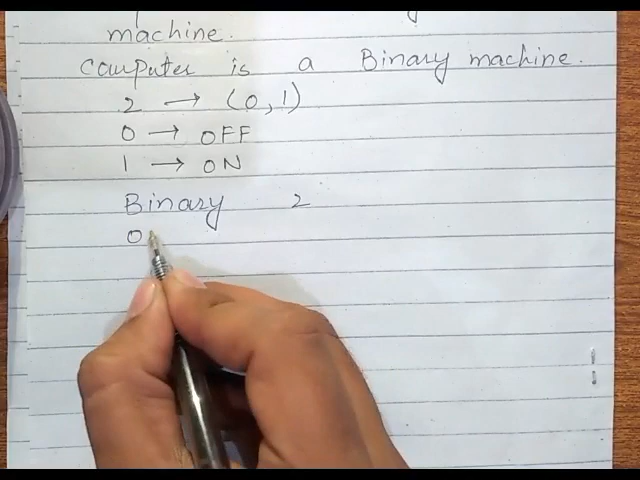 machine.
Computer is a Binary machine.
2 → (0,1)
0 → OFF
1 → ON
Binary 2
0